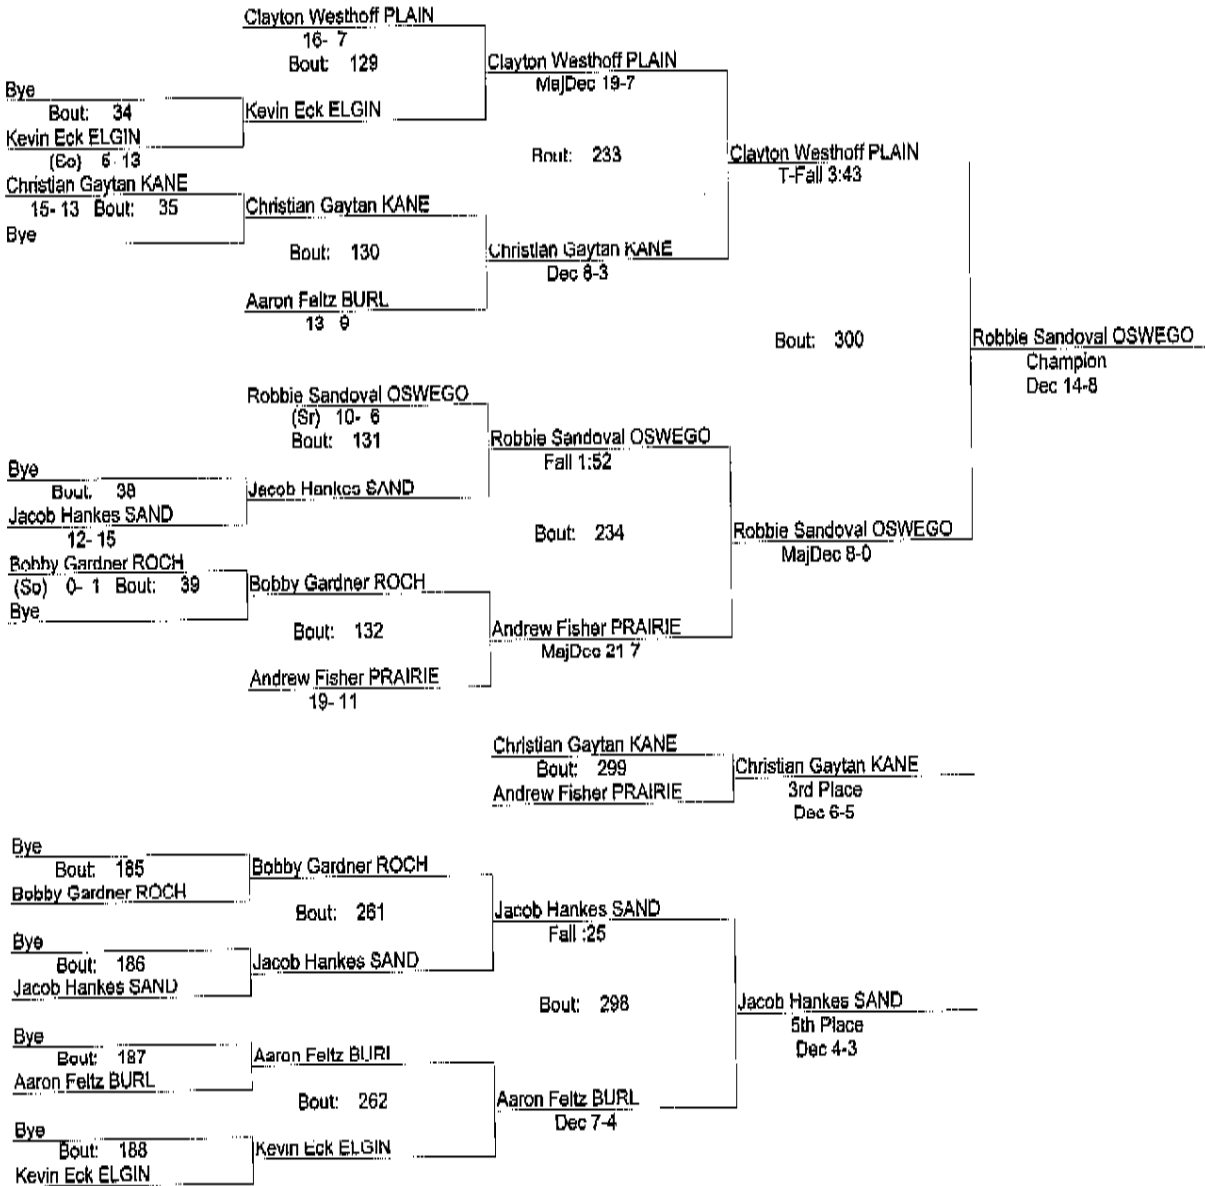 Clayton Westhoff PLAIN
16- 7
Bout: 129
Clayton Westhoff PLAIN
MajDec 19-7
Bye
Bout: 34
Kevin Eck ELGIN
Kevin Eck ELGIN
6- 13
Bout: 233
Clayton Westhoff PLAIN
T-Fall 3:43
Christian Gaytan KANE
15- 13 Bout: 35
Bye
Christian Gaytan KANE
Bout: 130
Christian Gaytan KANE
Dec 8-3
Aaron Feltz BURL
13 9
Bout: 300
Robbie Sandoval OSWEGO
Champion
Dec 14-8
Robbie Sandoval OSWEGO
(Sr) 10- 6
Bout: 131
Robbie Sandoval OSWEGO
Fall 1:52
Bye
Bout: 38
Jacob Hankes SAND
Jacob Hankes SAND
12- 15
Bout: 234
Robbie Sandoval OSWEGO
MajDec 8-0
Bobby Gardner ROCH
(So) 0- 1 Bout: 39
Bye
Bobby Gardner ROCH
Bout: 132
Andrew Fisher PRAIRIE
MajDec 21 7
Andrew Fisher PRAIRIE
19- 11
Christian Gaytan KANE
Bout: 299
Andrew Fisher PRAIRIE
Christian Gaytan KANE
3rd Place
Dec 6-5
Bye
Bout: 185
Bobby Gardner ROCH
Bobby Gardner ROCH
Bout: 261
Jacob Hankes SAND
Fall :25
Bye
Bout: 186
Jacob Hankes SAND
Jacob Hankes SAND
Bout: 298
Jacob Hankes SAND
5th Place
Dec 4-3
Bye
Bout: 187
Aaron Feltz BURL
Aaron Feltz BURL
Bout: 262
Aaron Feltz BURL
Dec 7-4
Bye
Bout: 188
Kevin Eck ELGIN
Kevin Eck ELGIN